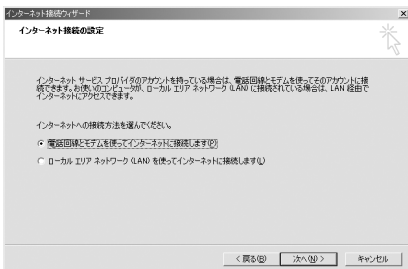 インターネット接続ウィザード
インターネット接続の設定
インターネット サービス プロバイダのアカウントを持っている場合は、電話回線とモデムを使ってそのアカウントに接
続できます。お使いのコンピュータが、ローカル エリア ネットワーク (LAN) に接続されている場合は、LAN 経由で
インターネットにアクセスできます。
インターネットへの接続方法を選んでください。
電話回線とモデムを使ってインターネットに接続します(P)
ローカル エリア ネットワーク (LAN) を使ってインターネットに接続します(L)
< 戻る(B)
次へ(N) >
キャンセル